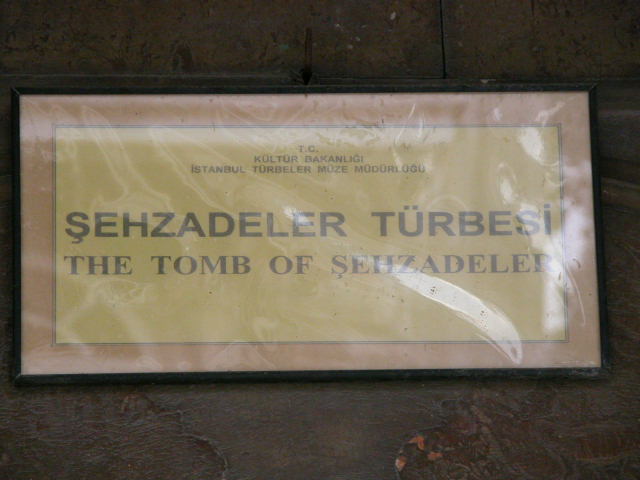 T.C.
KÜLTÜR BAKANLIĞI
İSTANBUL TÜRBELER MÜZE MÜDÜRLÜĞÜ
ŞEHZADELER TÜRBESİ
THE TOMB OF ŞEHZADELER